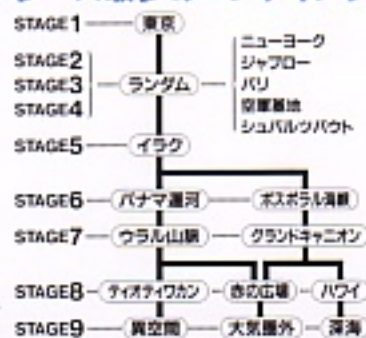 STAGE1 東京
STAGE2
STAGE3 ランダム
STAGE4
ニューヨーク
ジャフロー
パリ
空軍基地
シュバルツバウト
STAGE5 イラク
STAGE6 パナマ運河 ボスポラル海峡
STAGE7 ウラル山脈 グランドキャニオン
STAGE8 ティオティワカン 赤の広場 ハワイ
STAGE9 異空間 大気圏外 深海